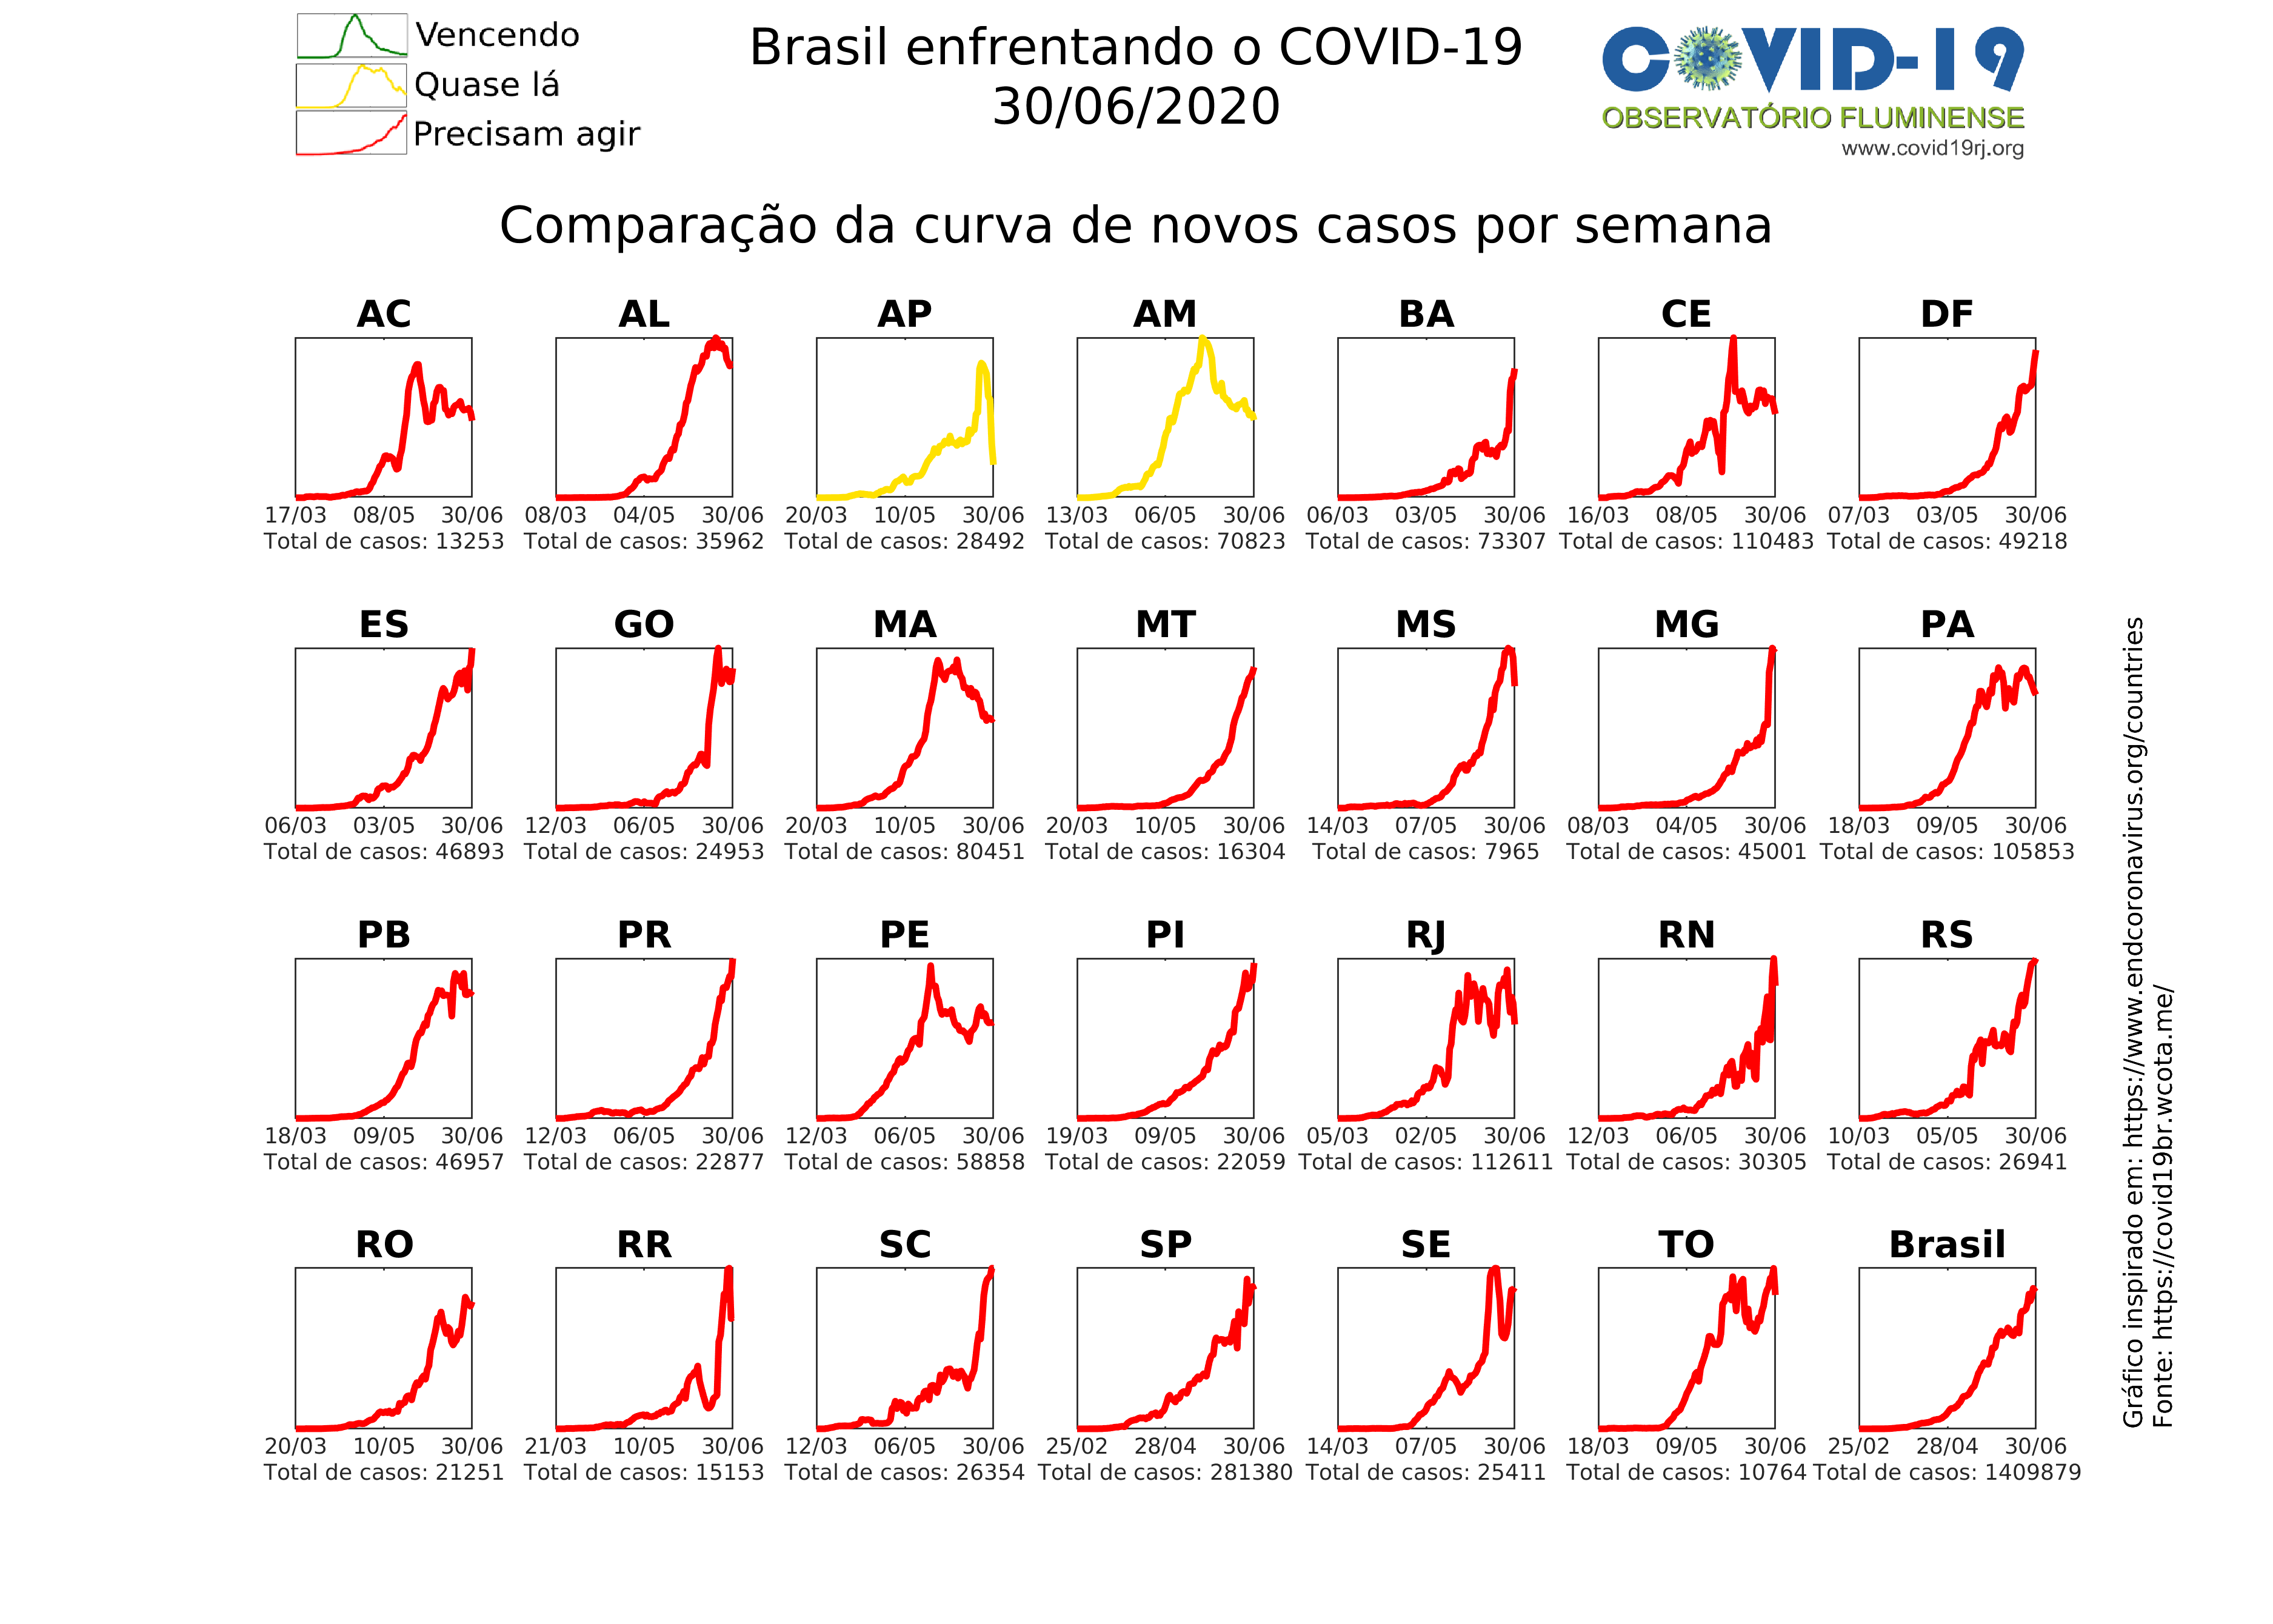 Vencendo
Quase lá
Precisam agir
Brasil enfrentando o COVID-19
30/06/2020
COVID-19
OBSERVATÓRIO FLUMINENSE
www.covid19rj.org
Comparação da curva de novos casos por semana
AC AL AP AM BA CE DF
17/03 08/05 30/06 08/03 04/05 30/06 20/03 10/05 30/06 13/03 06/05 30/06 06/03 03/05 30/06 16/03 08/05 30/06 07/03 03/05 30/06
Total de casos: 13253 Total de casos: 35962 Total de casos: 28492 Total de casos: 70823 Total de casos: 73307 Total de casos: 110483 Total de casos: 49218
ES GO MA MT MS MG PA
06/03 03/05 30/06 12/03 06/05 30/06 20/03 10/05 30/06 20/03 10/05 30/06 14/03 07/05 30/06 08/03 04/05 30/06 18/03 09/05 30/06
Total de casos: 46893 Total de casos: 24953 Total de casos: 80451 Total de casos: 16304 Total de casos: 7965 Total de casos: 45001 Total de casos: 105853
PB PR PE PI RJ RN RS
18/03 09/05 30/06 12/03 06/05 30/06 12/03 06/05 30/06 19/03 09/05 30/06 05/03 02/05 30/06 12/03 06/05 30/06 10/03 05/05 30/06
Total de casos: 46957 Total de casos: 22877 Total de casos: 58858 Total de casos: 22059 Total de casos: 112611 Total de casos: 30305 Total de casos: 26941
RO RR SC SP SE TO Brasil
20/03 10/05 30/06 21/03 10/05 30/06 12/03 06/05 30/06 25/02 28/04 30/06 14/03 07/05 30/06 18/03 09/05 30/06 25/02 28/04 30/06
Total de casos: 21251 Total de casos: 15153 Total de casos: 26354 Total de casos: 281380 Total de casos: 25411 Total de casos: 10764 Total de casos: 1409879
Gráfico inspirado em: https://www.endcoronavirus.org/countries
Fonte: https://covid19br.wcota.me/